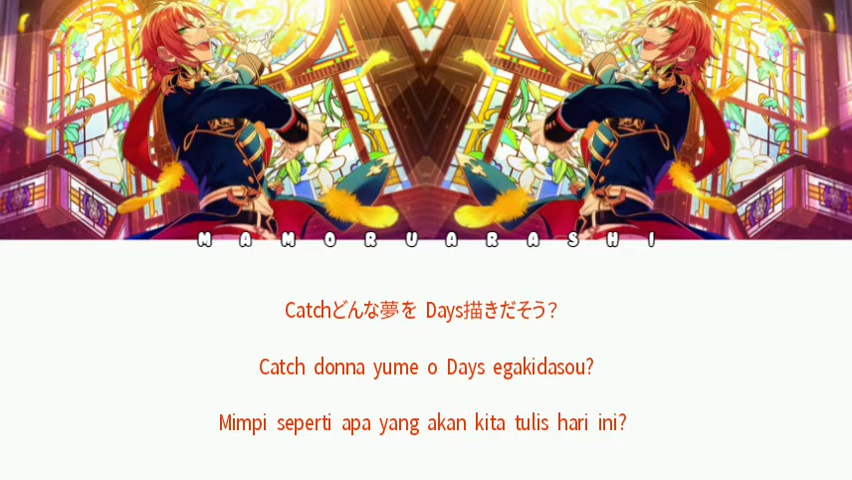 MAMORUARASHI
Catchどんな夢を Days描きだそう?
Catch donna yume o Days egakidasou?
Mimpi seperti apa yang akan kita tulis hari ini?